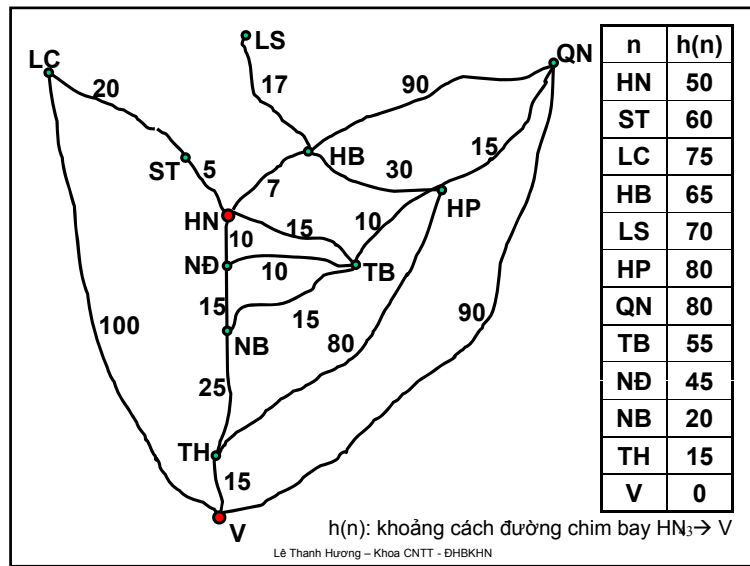 LS
QN
LC
20
17
90
ST
5
HB
30
15
7
HN
15
10
HP
10
NĐ
10
TB
15
15
100
NB
80
90
25
TH
15
V
n h(n)
HN 50
ST 60
LC 75
HB 65
LS 70
HP 80
QN 80
TB 55
NĐ 45
NB 20
TH 15
V 0
h(n): khoảng cách đường chim bay HN3→ V
Lê Thanh Hương – Khoa CNTT - ĐHBKHN